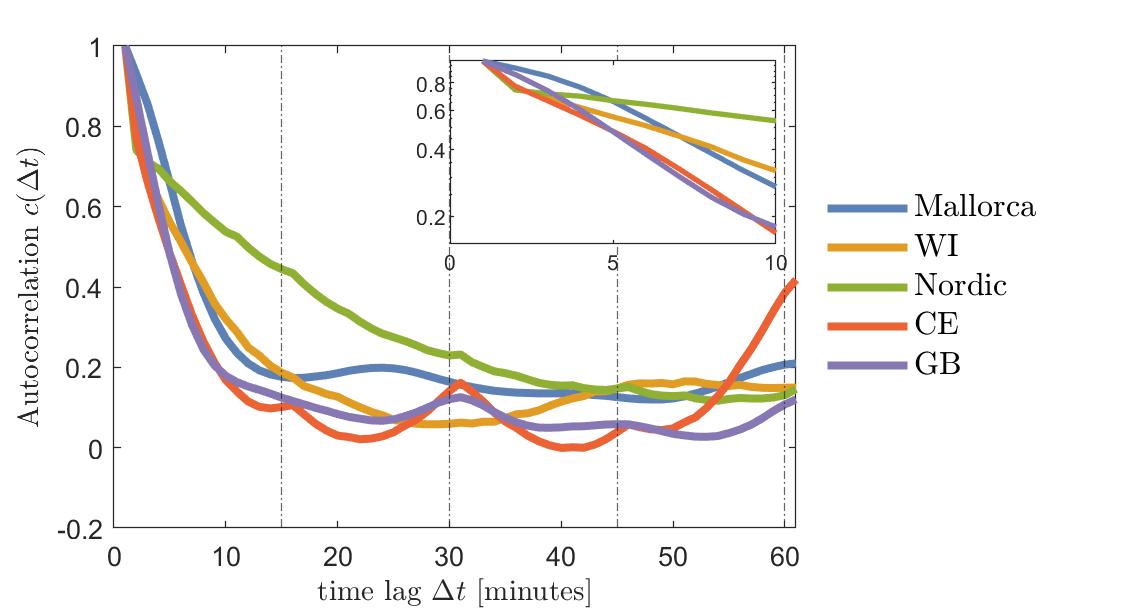 Autocorrelation c(Δt)
1
0.8
0.6
0.4
0.2
0
-0.2
0 10 20 30 40 50 60
time lag Δt [minutes]
0.8
0.6
0.4
0.2
0 5 10
Mallorca
WI
Nordic
CE
GB